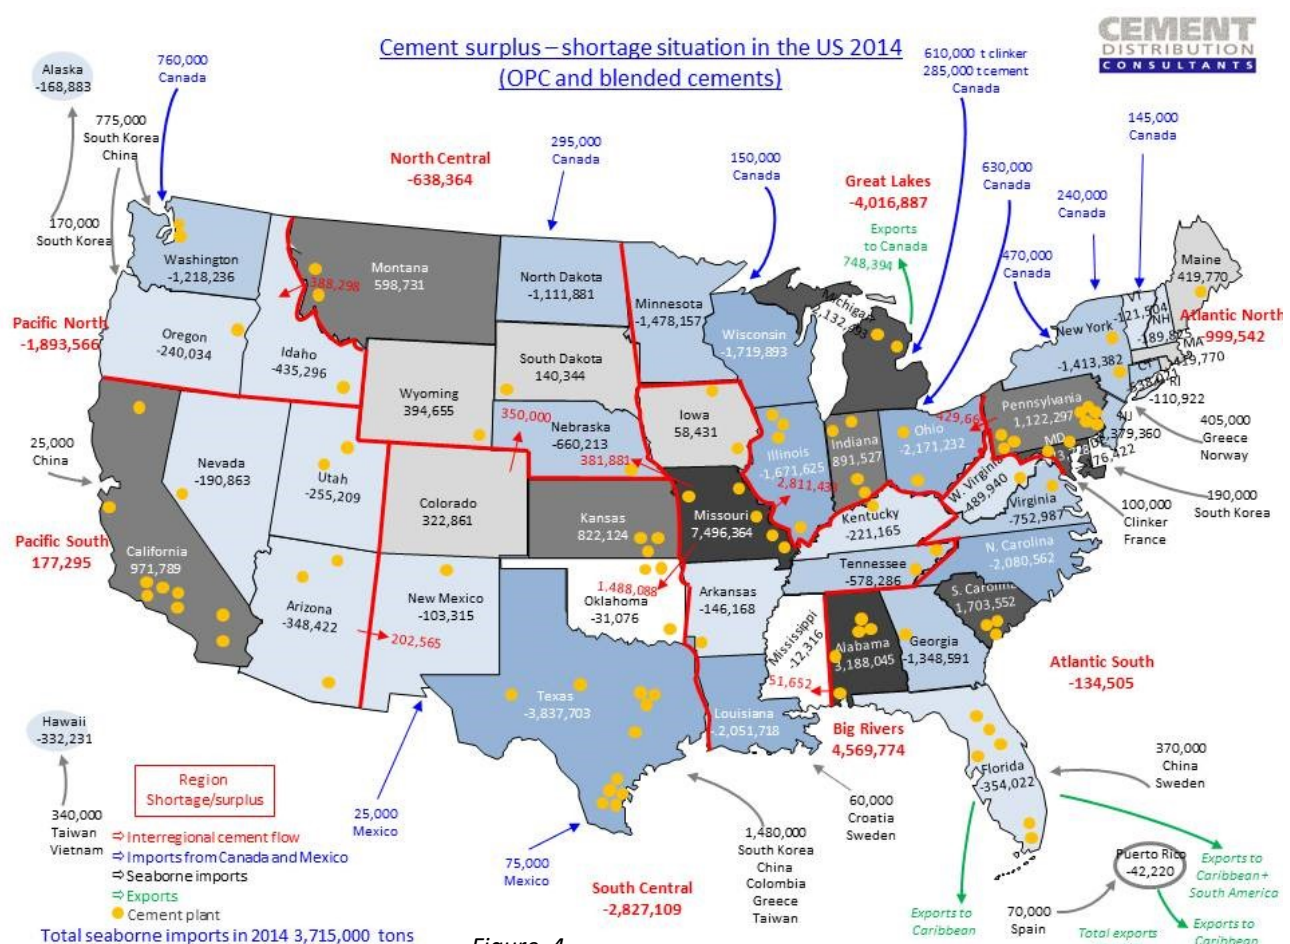 CEMENT
DISTRIBUTION
CONSULTANTS
Cement surplus – shortage situation in the US 2014
(OPC and blended cements)
Alaska
-168,883
760,000
Canada
775,000
South Korea
China
170,000
South Korea
North Central
-638,364
295,000
Canada
150,000
Canada
Great Lakes
-4,016,887
Exports
to Canada
748,394
610,000 t clinker
285,000 t cement
Canada
630,000
Canada
145,000
Canada
240,000
Canada
470,000
Canada
Washington
-1,218,236
Montana
598,731
388,298
North Dakota
-1,111,881
Minnesota
-1,478,157
Wisconsin
-1,719,893
Michigan
Maine
419,770
VT
-121,504
NH
MA
Atlantic North
-999,542
Pacific North
-1,893,566
Oregon
-240,034
Idaho
-435,296
Wyoming
394,655
South Dakota
140,344
350,000
Nebraska
-660,213
381,881
Iowa
58,431
Illinois
-1,671,625
2,811,433
Indiana
891,527
Ohio
-2,171,232
Pennsylvania
1,122,297
New York
-1,413,382
CT
RI
-110,922
NJ
MD
405,000
Greece
Norway
190,000
South Korea
100,000
Clinker
France
25,000
China
Nevada
-190,863
Utah
-255,209
Colorado
322,861
Kansas
822,124
Missouri
7,496,364
Kentucky
-221,165
W. Virginia
-489,940
Virginia
-752,987
Pacific South
177,295
California
971,789
Arizona
-348,422
202,565
New Mexico
-103,315
1,488,088
Oklahoma
-31,076
Arkansas
-146,168
Tennessee
-578,286
N. Carolina
-2,080,562
S. Carolina
1,703,552
Mississippi
-12,316
51,652
Alabama
3,188,045
Georgia
-1,348,591
Atlantic South
-134,505
Texas
-3,837,703
Louisiana
-2,051,718
Big Rivers
4,569,774
Florida
-354,022
370,000
China
Sweden
Hawaii
-332,231
340,000
Taiwan
Vietnam
Region
Shortage/surplus
Interregional cement flow
Imports from Canada and Mexico
Seaborne imports
Exports
Cement plant
Total seaborne imports in 2014 3,715,000 tons
25,000
Mexico
75,000
Mexico
South Central
-2,827,109
1,480,000
South Korea
China
Colombia
Greece
Taiwan
60,000
Croatia
Sweden
Exports to
Caribbean
Puerto Rico
-42,220
70,000
Spain
Exports to
Caribbean +
South America
Total exports
Exports to
Caribbean
Figure 4